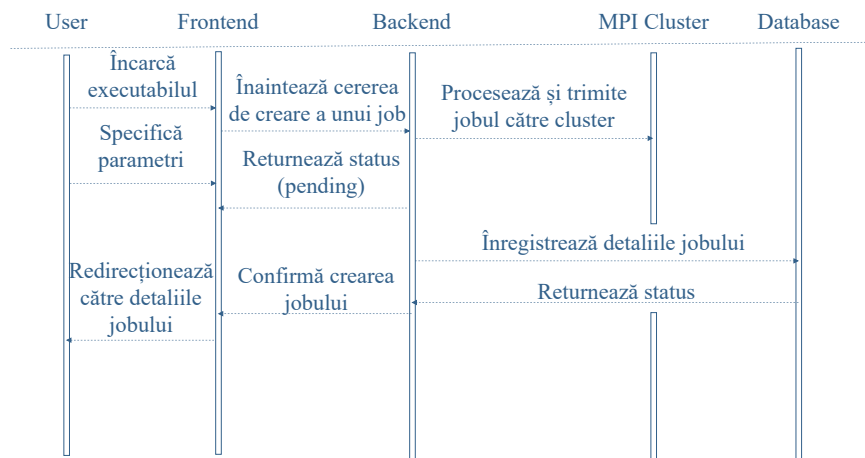 User
Frontend
Backend
MPI Cluster
Database
Încarcă
executabilul
Înaintează cererea
de creare a unui job
Procesează și trimite
jobul către cluster
Specifică
parametri
Returnează status
(pending)
Înregistrează detaliile jobului
Redirecționează
către detaliile
jobului
Confirmă crearea
jobului
Returnează status